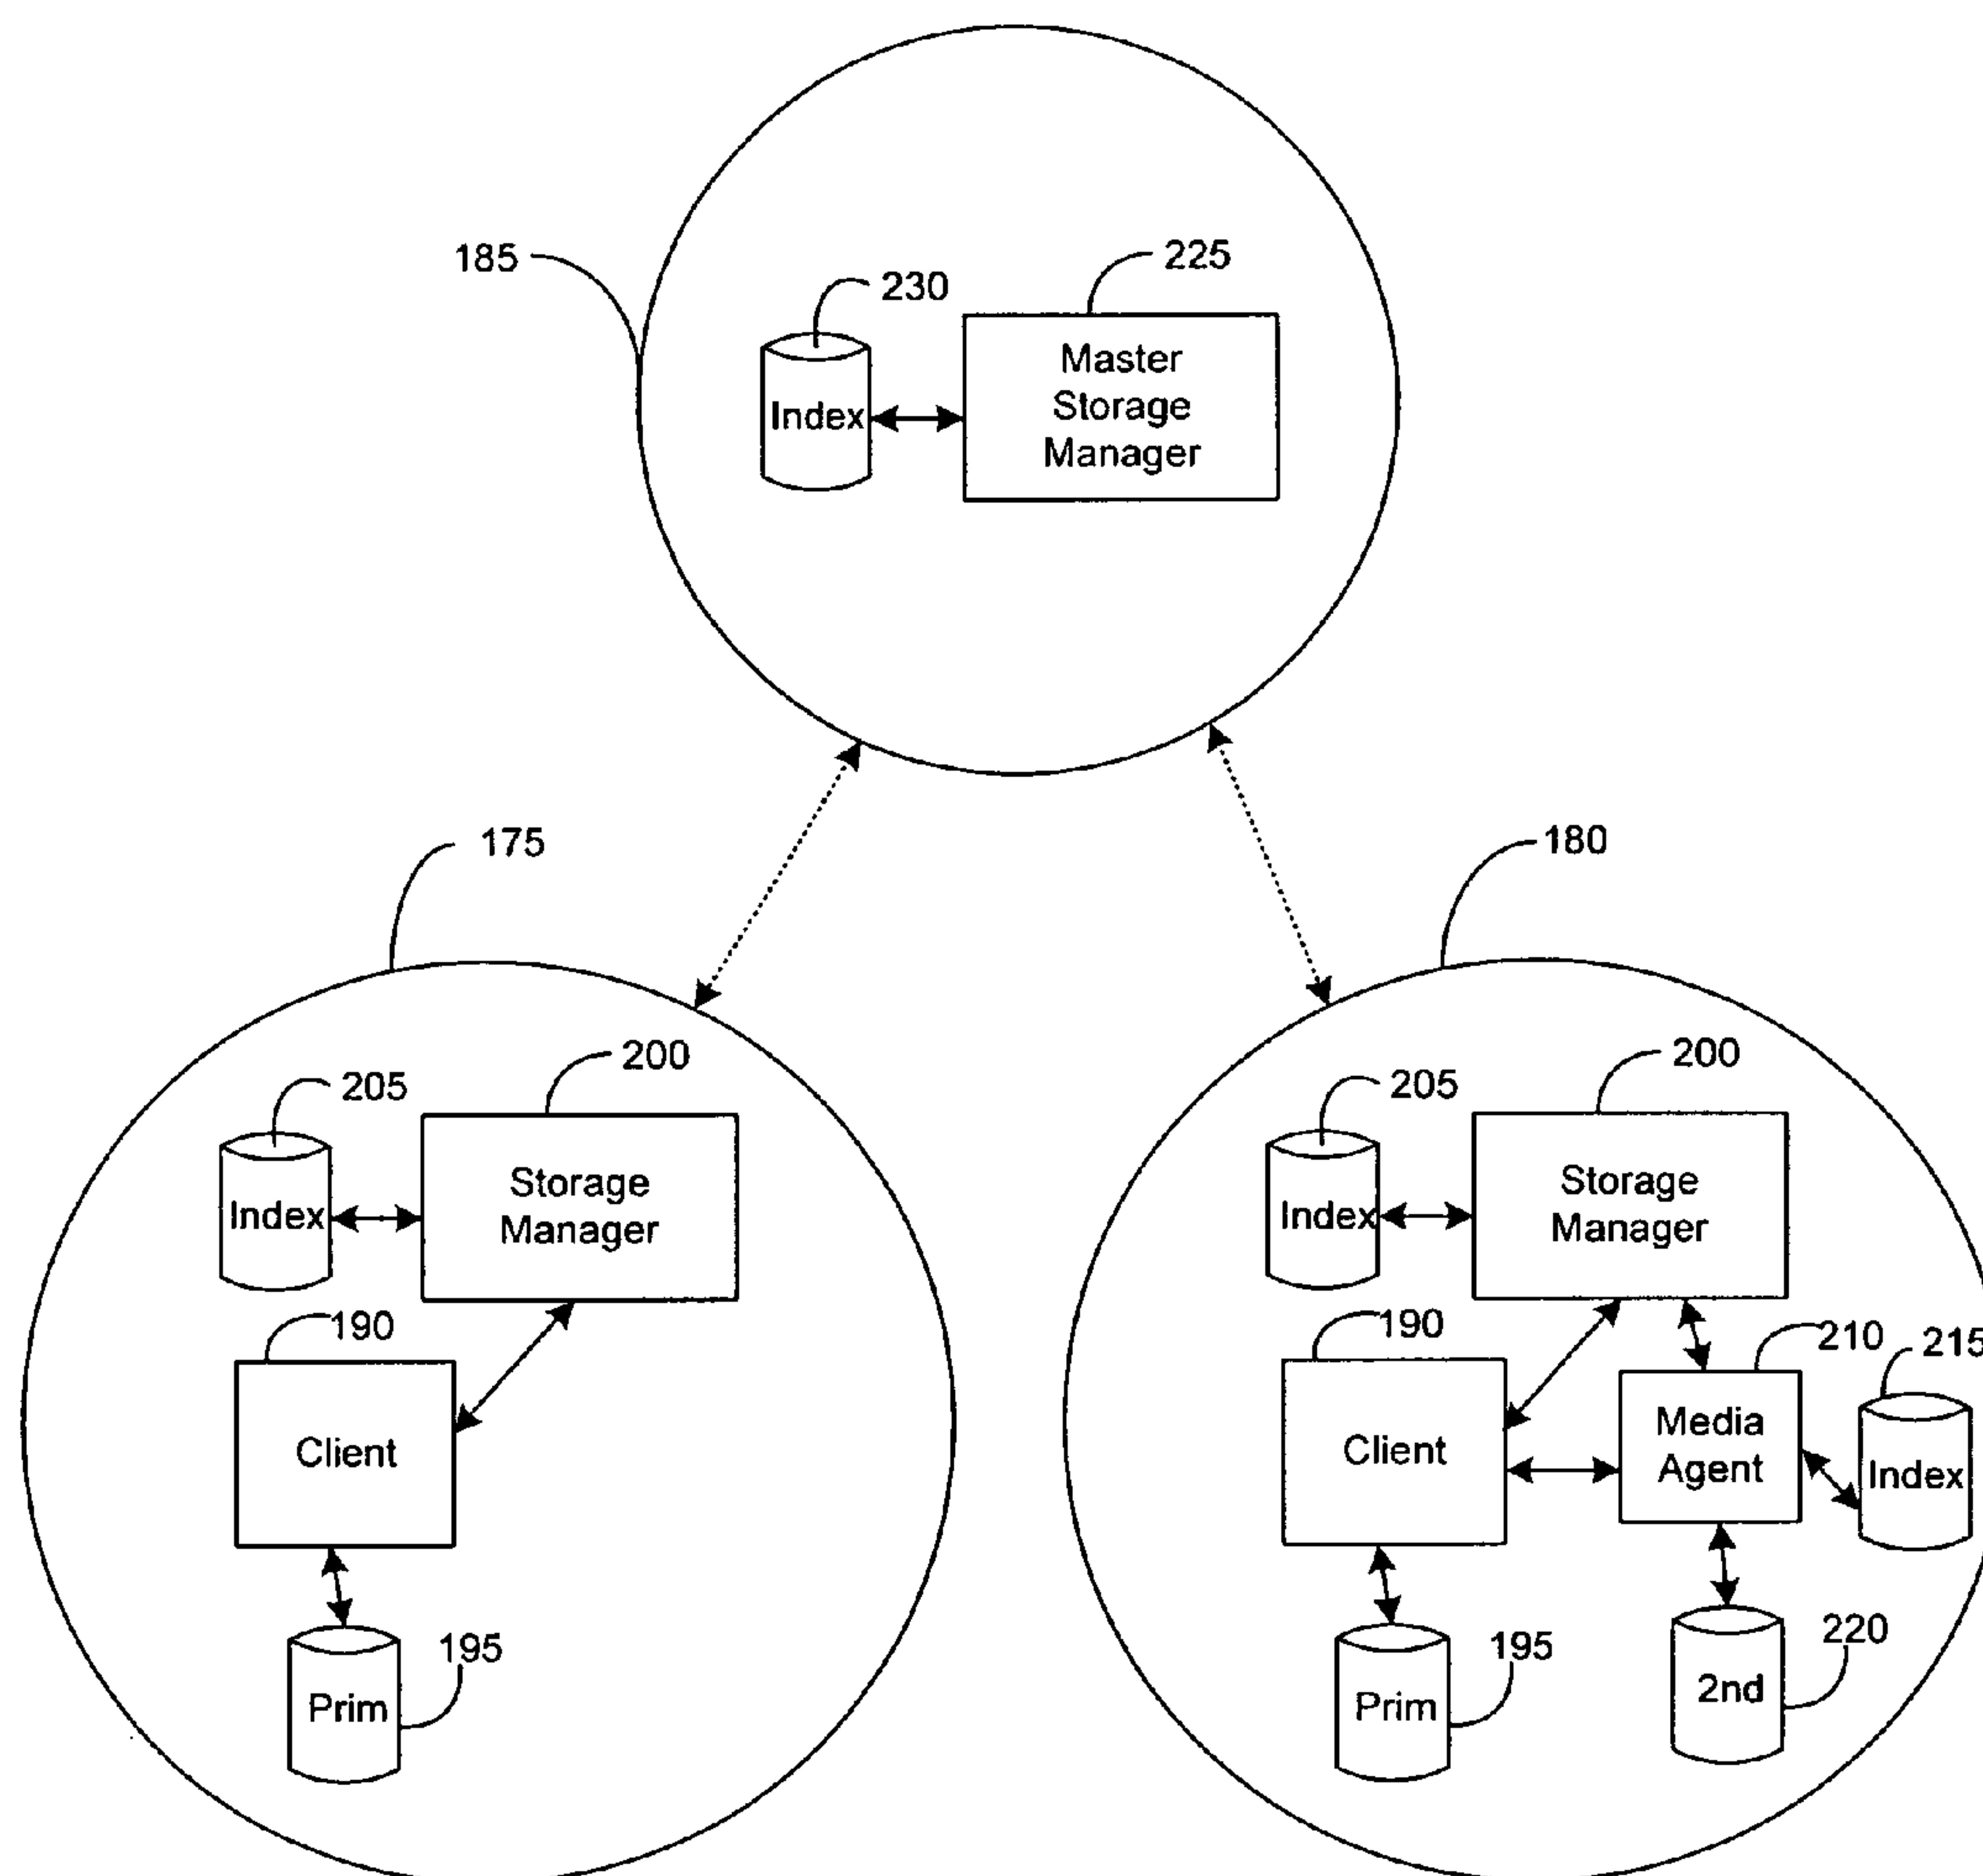 185
230
225
Index
Master
Storage
Manager
175
180
205
200
Index
Storage
Manager
190
Client
195
Prim
205
200
Index
Storage
Manager
190
210
215
Client
Media
Agent
Index
195
Prim
220
2nd